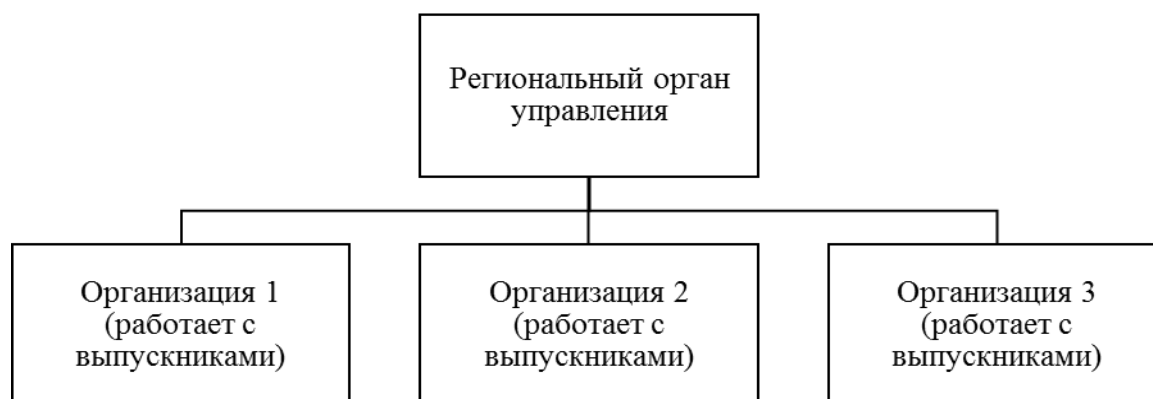 Региональный орган
управления
Организация 1
(работает с
выпускниками)
Организация 2
(работает с
выпускниками)
Организация 3
(работает с
выпускниками)